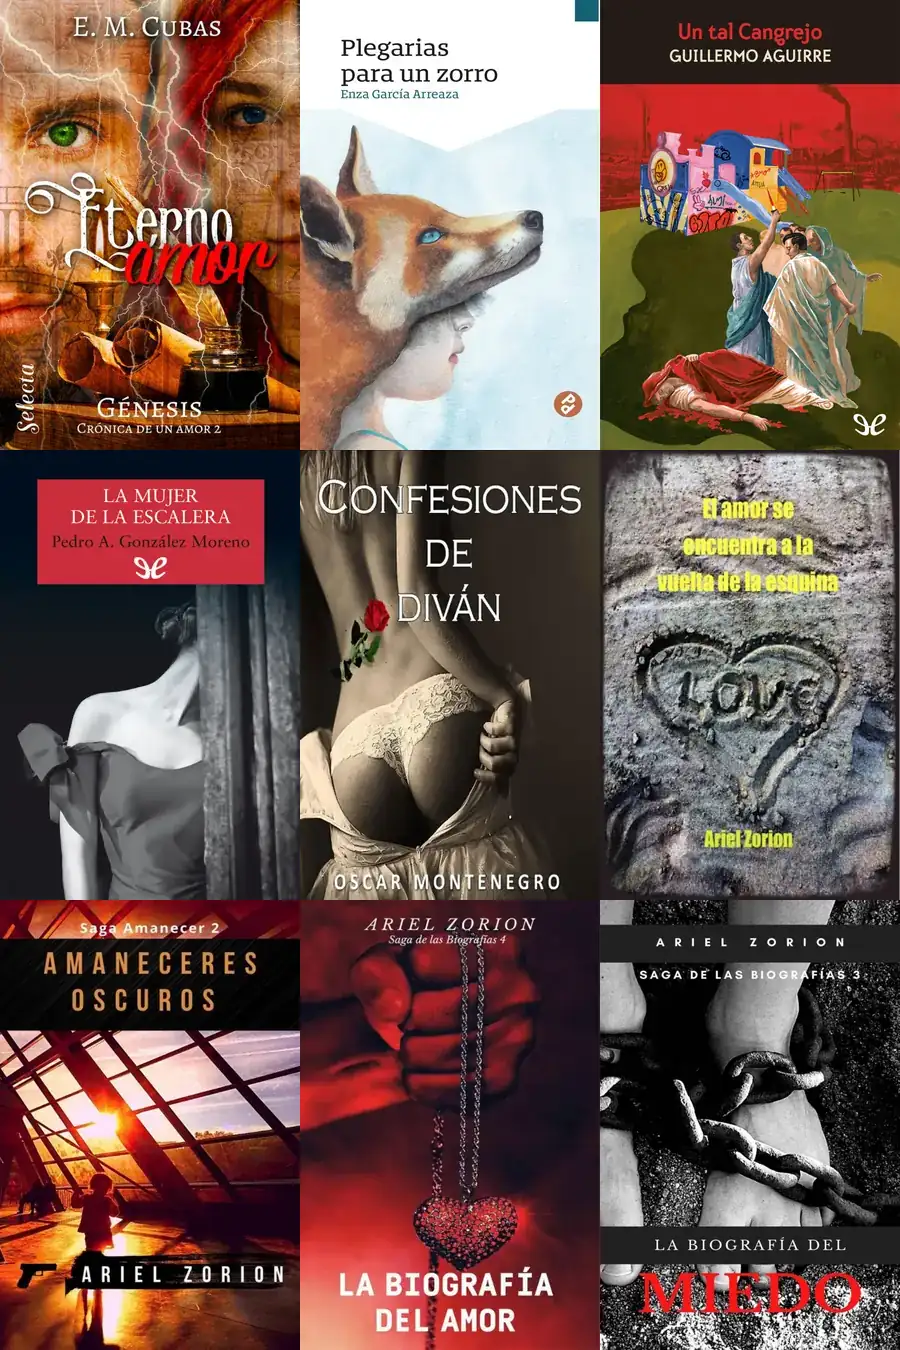 E. M. CUBAS
Eterno
amor
Selecta
GÉNESIS
CRÓNICA DE UN AMOR 2
Plegarias
para un zorro
Enza García Arreaza
Un tal Cangrejo
GUILLERMO AGUIRRE
LA MUJER
DE LA ESCALERA
Pedro A. González Moreno
CONFESIONES
DE
DIVÁN
OSCAR MONTENEGRO
El amor se
encuentra a la
vuelta de la esquina
LOVE
Ariel Zorion
Saga Amanecer 2
AMANECERES
OSCUROS
ARIEL ZORION
ARIEL ZORION
Saga de las Biografías 4
LA BIOGRAFÍA
DEL AMOR
ARIEL ZORION
SAGA DE LAS BIOGRAFÍAS 3
LA BIOGRAFÍA DEL
MIEDO